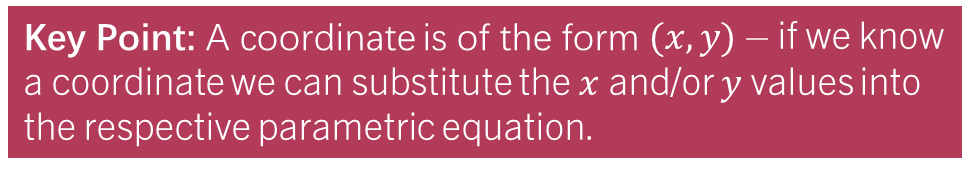 Key Point: A coordinate is of the form (x, y) – if we know
a coordinate we can substitute the x and/or y values into
the respective parametric equation.